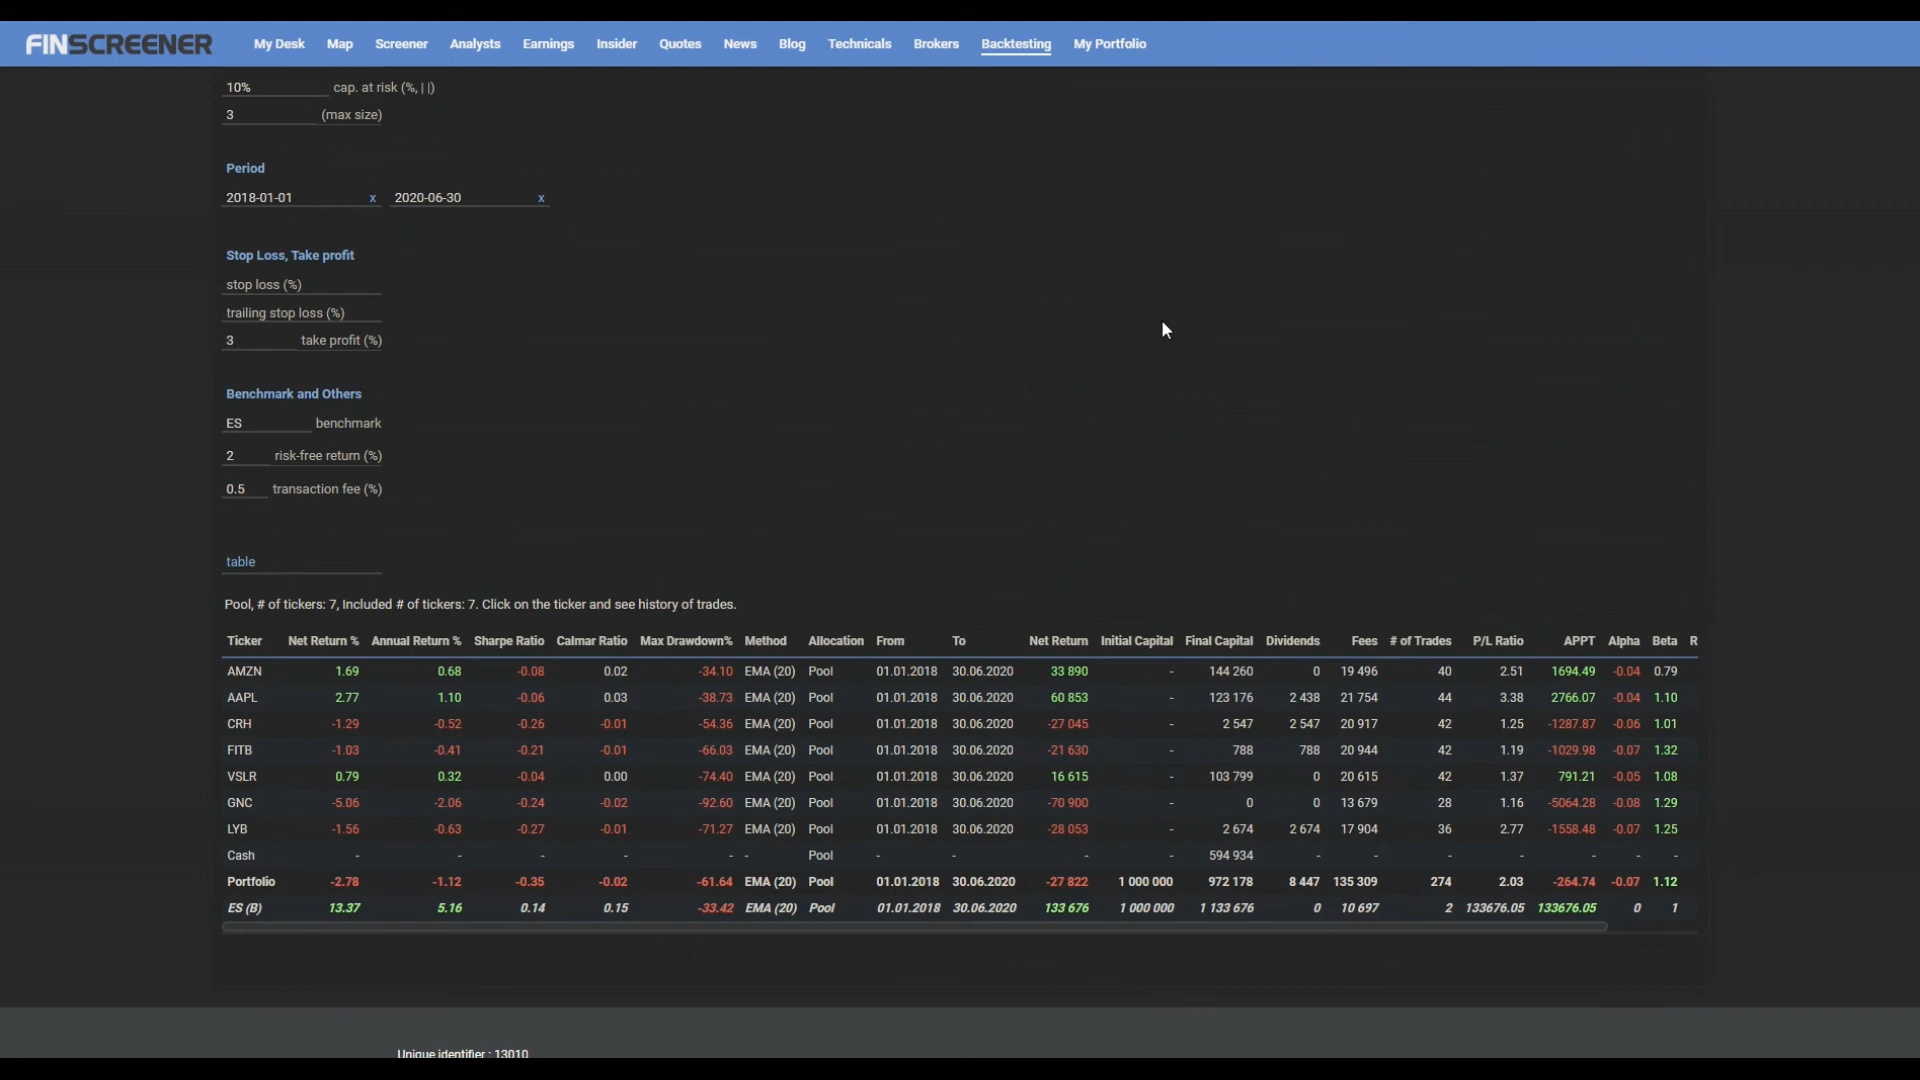 FINSCREENER My Desk Map Screener Analysts Earnings Insider Quotes News Blog Technicals Brokers Backtesting My Portfolio
10% cap. at risk (%, | |)
3 (max size)
Period
2018-01-01 x 2020-06-30 x
Stop Loss, Take profit
stop loss (%)
trailing stop loss (%)
3 take profit (%)
Benchmark and Others
ES benchmark
2 risk-free return (%)
0.5 transaction fee (%)
table
Pool, # of tickers: 7, Included # of tickers: 7. Click on the ticker and see history of trades.
Ticker Net Return % Annual Return % Sharpe Ratio Calmar Ratio Max Drawdown% Method Allocation From To Net Return Initial Capital Final Capital Dividends Fees # of Trades P/L Ratio APPT Alpha Beta R
AMZN 1.69 0.68 -0.08 0.02 -34.10 EMA (20) Pool 01.01.2018 30.06.2020 33 890 - 144 260 0 19 496 40 2.51 1694.49 -0.04 0.79
AAPL 2.77 1.10 -0.06 0.03 -38.73 EMA (20) Pool 01.01.2018 30.06.2020 60 853 - 123 176 2 438 21 754 44 3.38 2766.07 -0.04 1.10
CRH -1.29 -0.52 -0.26 -0.01 -54.36 EMA (20) Pool 01.01.2018 30.06.2020 -27 045 - 2 547 2 547 20 917 42 1.25 -1287.87 -0.06 1.01
FITB -1.03 -0.41 -0.21 -0.01 -66.03 EMA (20) Pool 01.01.2018 30.06.2020 -21 630 - 788 788 20 944 42 1.19 -1029.98 -0.07 1.32
VSLR 0.79 0.32 -0.04 0.00 -74.40 EMA (20) Pool 01.01.2018 30.06.2020 16 615 - 103 799 0 20 615 42 1.37 791.21 -0.05 1.08
GNC -5.06 -2.06 -0.24 -0.02 -92.60 EMA (20) Pool 01.01.2018 30.06.2020 -70 900 - 0 0 13 679 28 1.16 -5064.28 -0.08 1.29
LYB -1.56 -0.63 -0.27 -0.01 -71.27 EMA (20) Pool 01.01.2018 30.06.2020 -28 053 - 2 674 2 674 17 904 36 2.77 -1558.48 -0.07 1.25
Cash - - - - - - Pool - - - - 594 934 - - - - - - -
Portfolio -2.78 -1.12 -0.35 -0.02 -61.64 EMA (20) Pool 01.01.2018 30.06.2020 -27 822 1 000 000 972 178 8 447 135 309 274 2.03 -264.74 -0.07 1.12
ES (B) 13.37 5.16 0.14 0.15 -33.42 EMA (20) Pool 01.01.2018 30.06.2020 133 676 1 000 000 1 133 676 0 10 697 2 133676.05 133676.05 0 1
Unique identifier : 13010